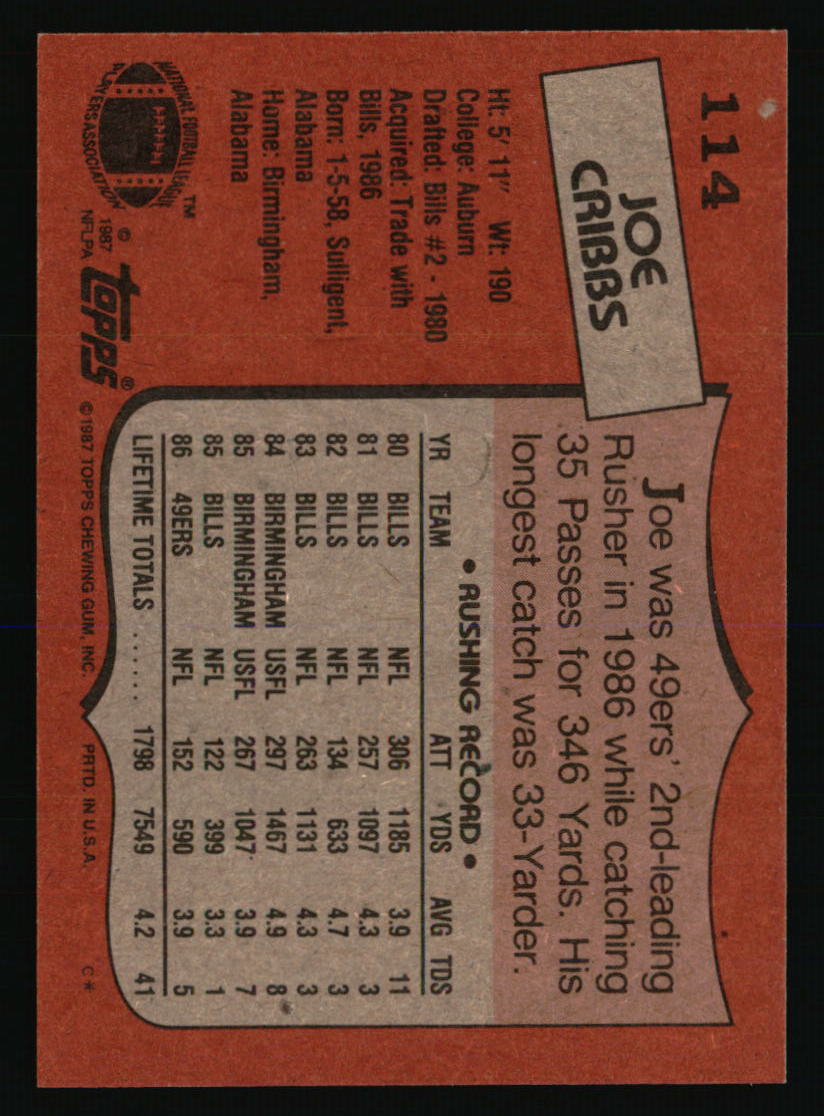 114
JOE
CRIBBS
Ht: 5' 11" Wt: 190
College: Auburn
Drafted: Bills #2 - 1980
Acquired: Trade with
Bills, 1986
Born: 1-5-58, Sulligent,
Alabama
Home: Birmingham,
Alabama
NATIONAL FOOTBALL LEAGUE
PLAYERS ASSOCIATION
TM
©
1987
NFLPA
topps®
Joe was 49ers' 2nd-leading
Rusher in 1986 while catching
35 Passes for 346 Yards. His
longest catch was 33-Yarder.
• RUSHING RECORD •
YR TEAM ATT YDS AVG TDS
80 BILLS NFL 306 1185 3.9 11
81 BILLS NFL 257 1097 4.3 3
82 BILLS NFL 134 633 4.7 3
83 BILLS NFL 263 1131 4.3 3
84 BIRMINGHAM USFL 297 1467 4.9 8
85 BIRMINGHAM USFL 267 1047 3.9 7
85 BILLS NFL 122 399 3.3 1
86 49ERS NFL 152 590 3.9 5
LIFETIME TOTALS ...... 1798 7549 4.2 41
©1987 TOPPS CHEWING GUM, INC. PRTD. IN U.S.A. C*